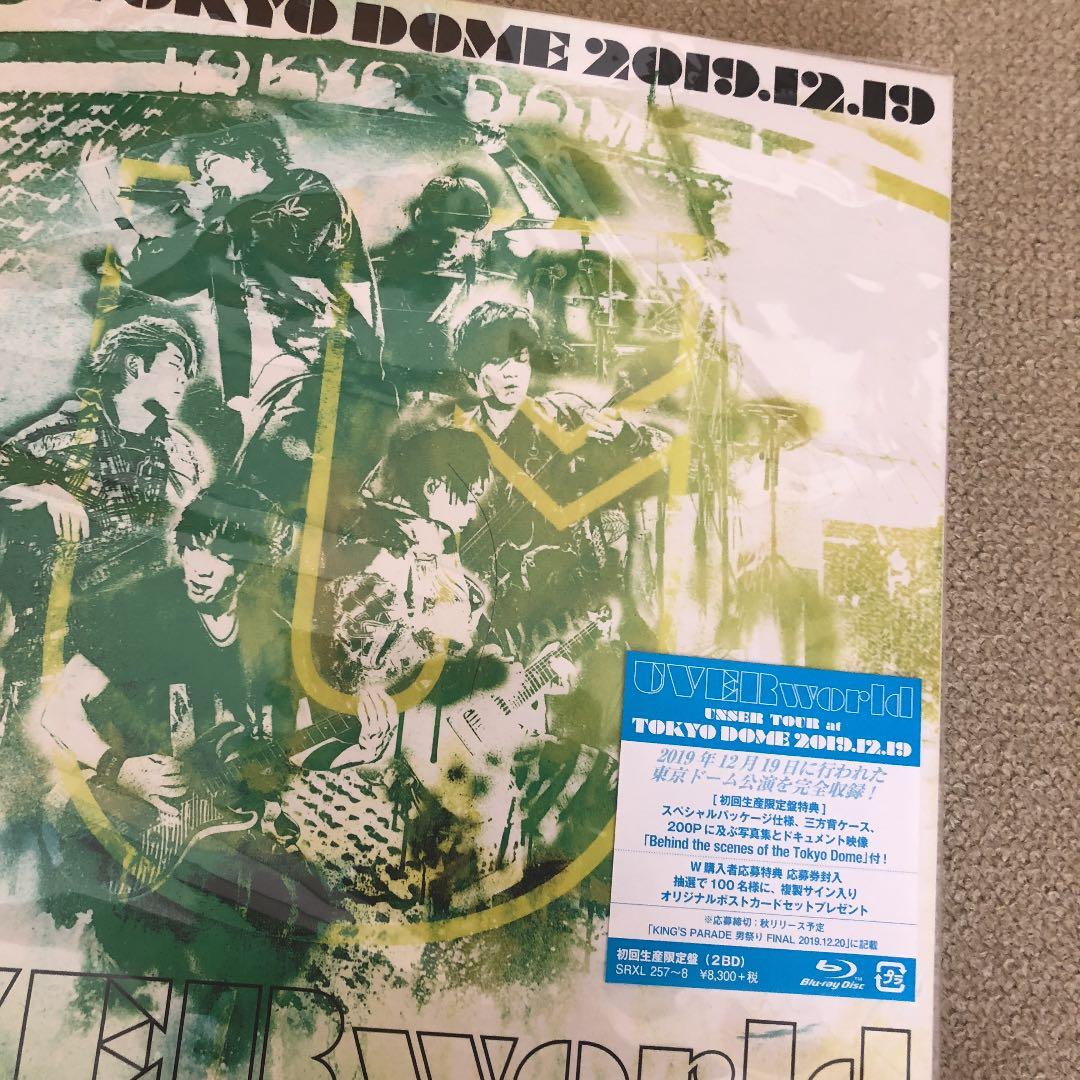 TOKYO DOME 2019.12.19
TOKYO DOM
UVERworld
UNSER TOUR at
TOKYO DOME 2019.12.19
2019年12月19日に行われた
東京ドーム公演を完全収録!
[初回生産限定盤特典]
スペシャルパッケージ仕様、三方背ケース、
200Pに及ぶ写真集とドキュメント映像
「Behind the scenes of the Tokyo Dome」付!
W購入者応募特典 応募券封入
抽選で100名様に、複製サイン入り
オリジナルポストカードセットプレゼント
※応募締切:秋リリース予定
「KING'S PARADE 男祭り FINAL 2019.12.20」に記載
初回生産限定盤(2BD)
SRXL 257~8 ¥8,300+税
Blu-ray Disc
プラ
VERworld